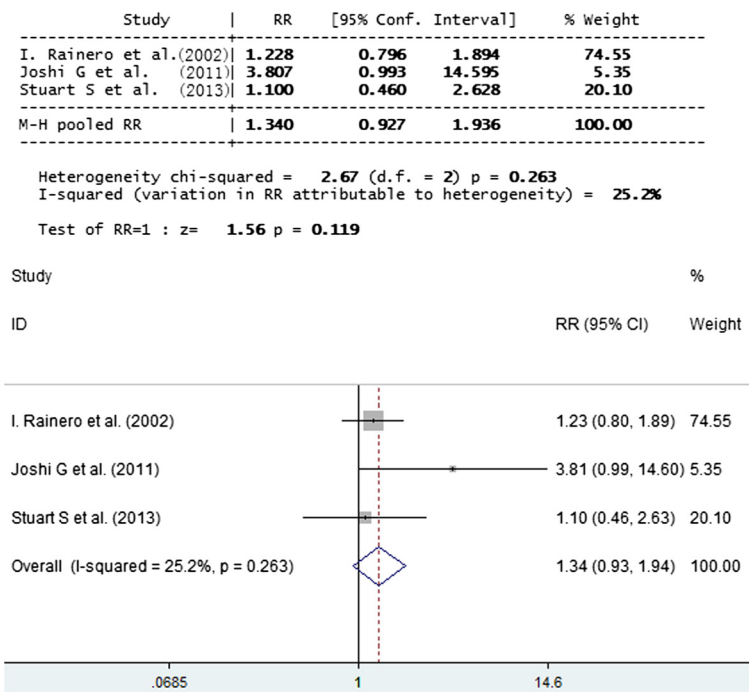 Study | RR [95% Conf. Interval] % Weight
I. Rainero et al.(2002)| 1.228 0.796 1.894 74.55
Joshi G et al. (2011)| 3.807 0.993 14.595 5.35
Stuart S et al. (2013)| 1.100 0.460 2.628 20.10
M-H pooled RR | 1.340 0.927 1.936 100.00
Heterogeneity chi-squared = 2.67 (d.f. = 2) p = 0.263
I-squared (variation in RR attributable to heterogeneity) = 25.2%
Test of RR=1 : z= 1.56 p = 0.119
Study %
ID RR (95% CI) Weight
I. Rainero et al. (2002) 1.23 (0.80, 1.89) 74.55
Joshi G et al. (2011) 3.81 (0.99, 14.60) 5.35
Stuart S et al. (2013) 1.10 (0.46, 2.63) 20.10
Overall (I-squared = 25.2%, p = 0.263) 1.34 (0.93, 1.94) 100.00
.0685 1 14.6